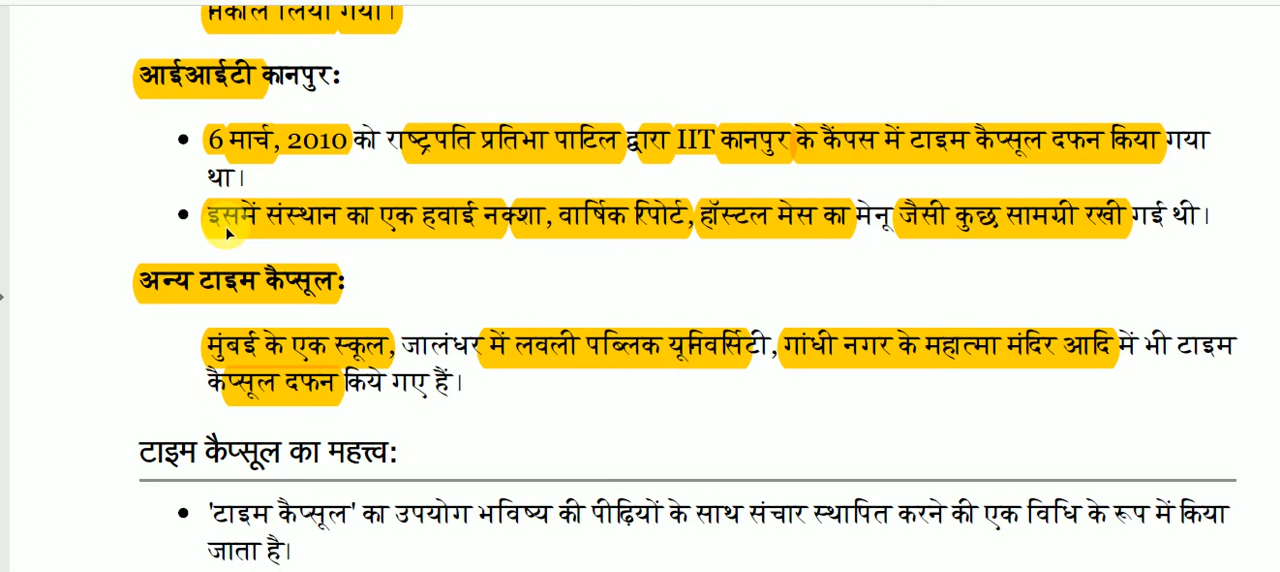 निकाल लिया गया।
आईआईटी कानपुर:
• 6 मार्च, 2010 को राष्ट्रपति प्रतिभा पाटिल द्वारा IIT कानपुर के कैंपस में टाइम कैप्सूल दफन किया गया
था।
• इसमें संस्थान का एक हवाई नक्शा, वार्षिक रिपोर्ट, हॉस्टल मेस का मेनू जैसी कुछ सामग्री रखी गई थी।
अन्य टाइम कैप्सूल:
मुंबई के एक स्कूल, जालंधर में लवली पब्लिक यूनिवर्सिटी, गांधी नगर के महात्मा मंदिर आदि में भी टाइम
कैप्सूल दफन किये गए हैं।
टाइम कैप्सूल का महत्त्व:
• 'टाइम कैप्सूल' का उपयोग भविष्य की पीढ़ियों के साथ संचार स्थापित करने की एक विधि के रूप में किया
जाता है।